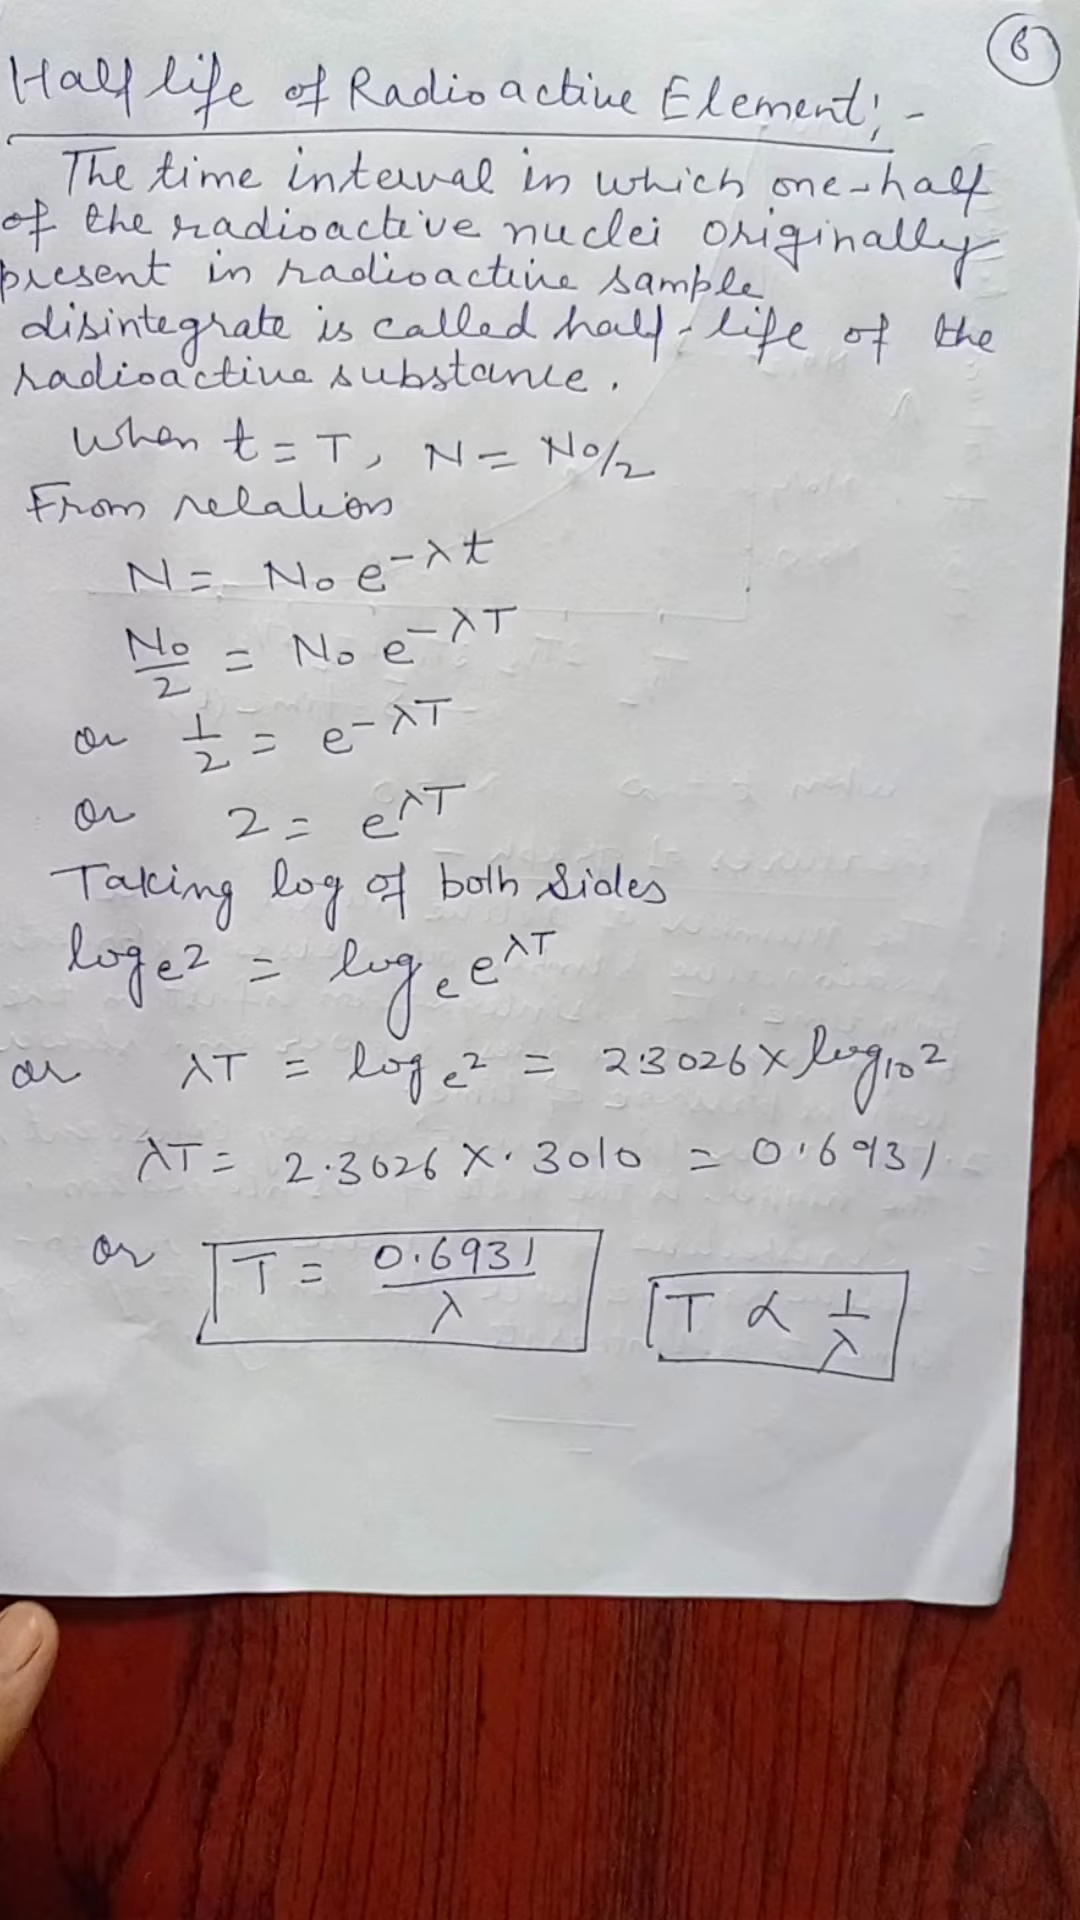 6
Half life of Radioactive Element; -
The time interval in which one-half
of the radioactive nuclei originally
present in radioactive sample
disintegrate is called half-life of the
radioactive substance.
When t = T, N = N₀/2
From relation
N = N₀ e^-λt
N₀/2 = N₀ e^-λT
or 1/2 = e^-λT
or 2 = e^λT
Taking log of both sides
logₑ2 = logₑ e^λT
or λT = logₑ2 = 2.3026 × log₁₀2
λT = 2.3026 × .3010 = 0.6931
or T = 0.6931/λ T ∝ 1/λ